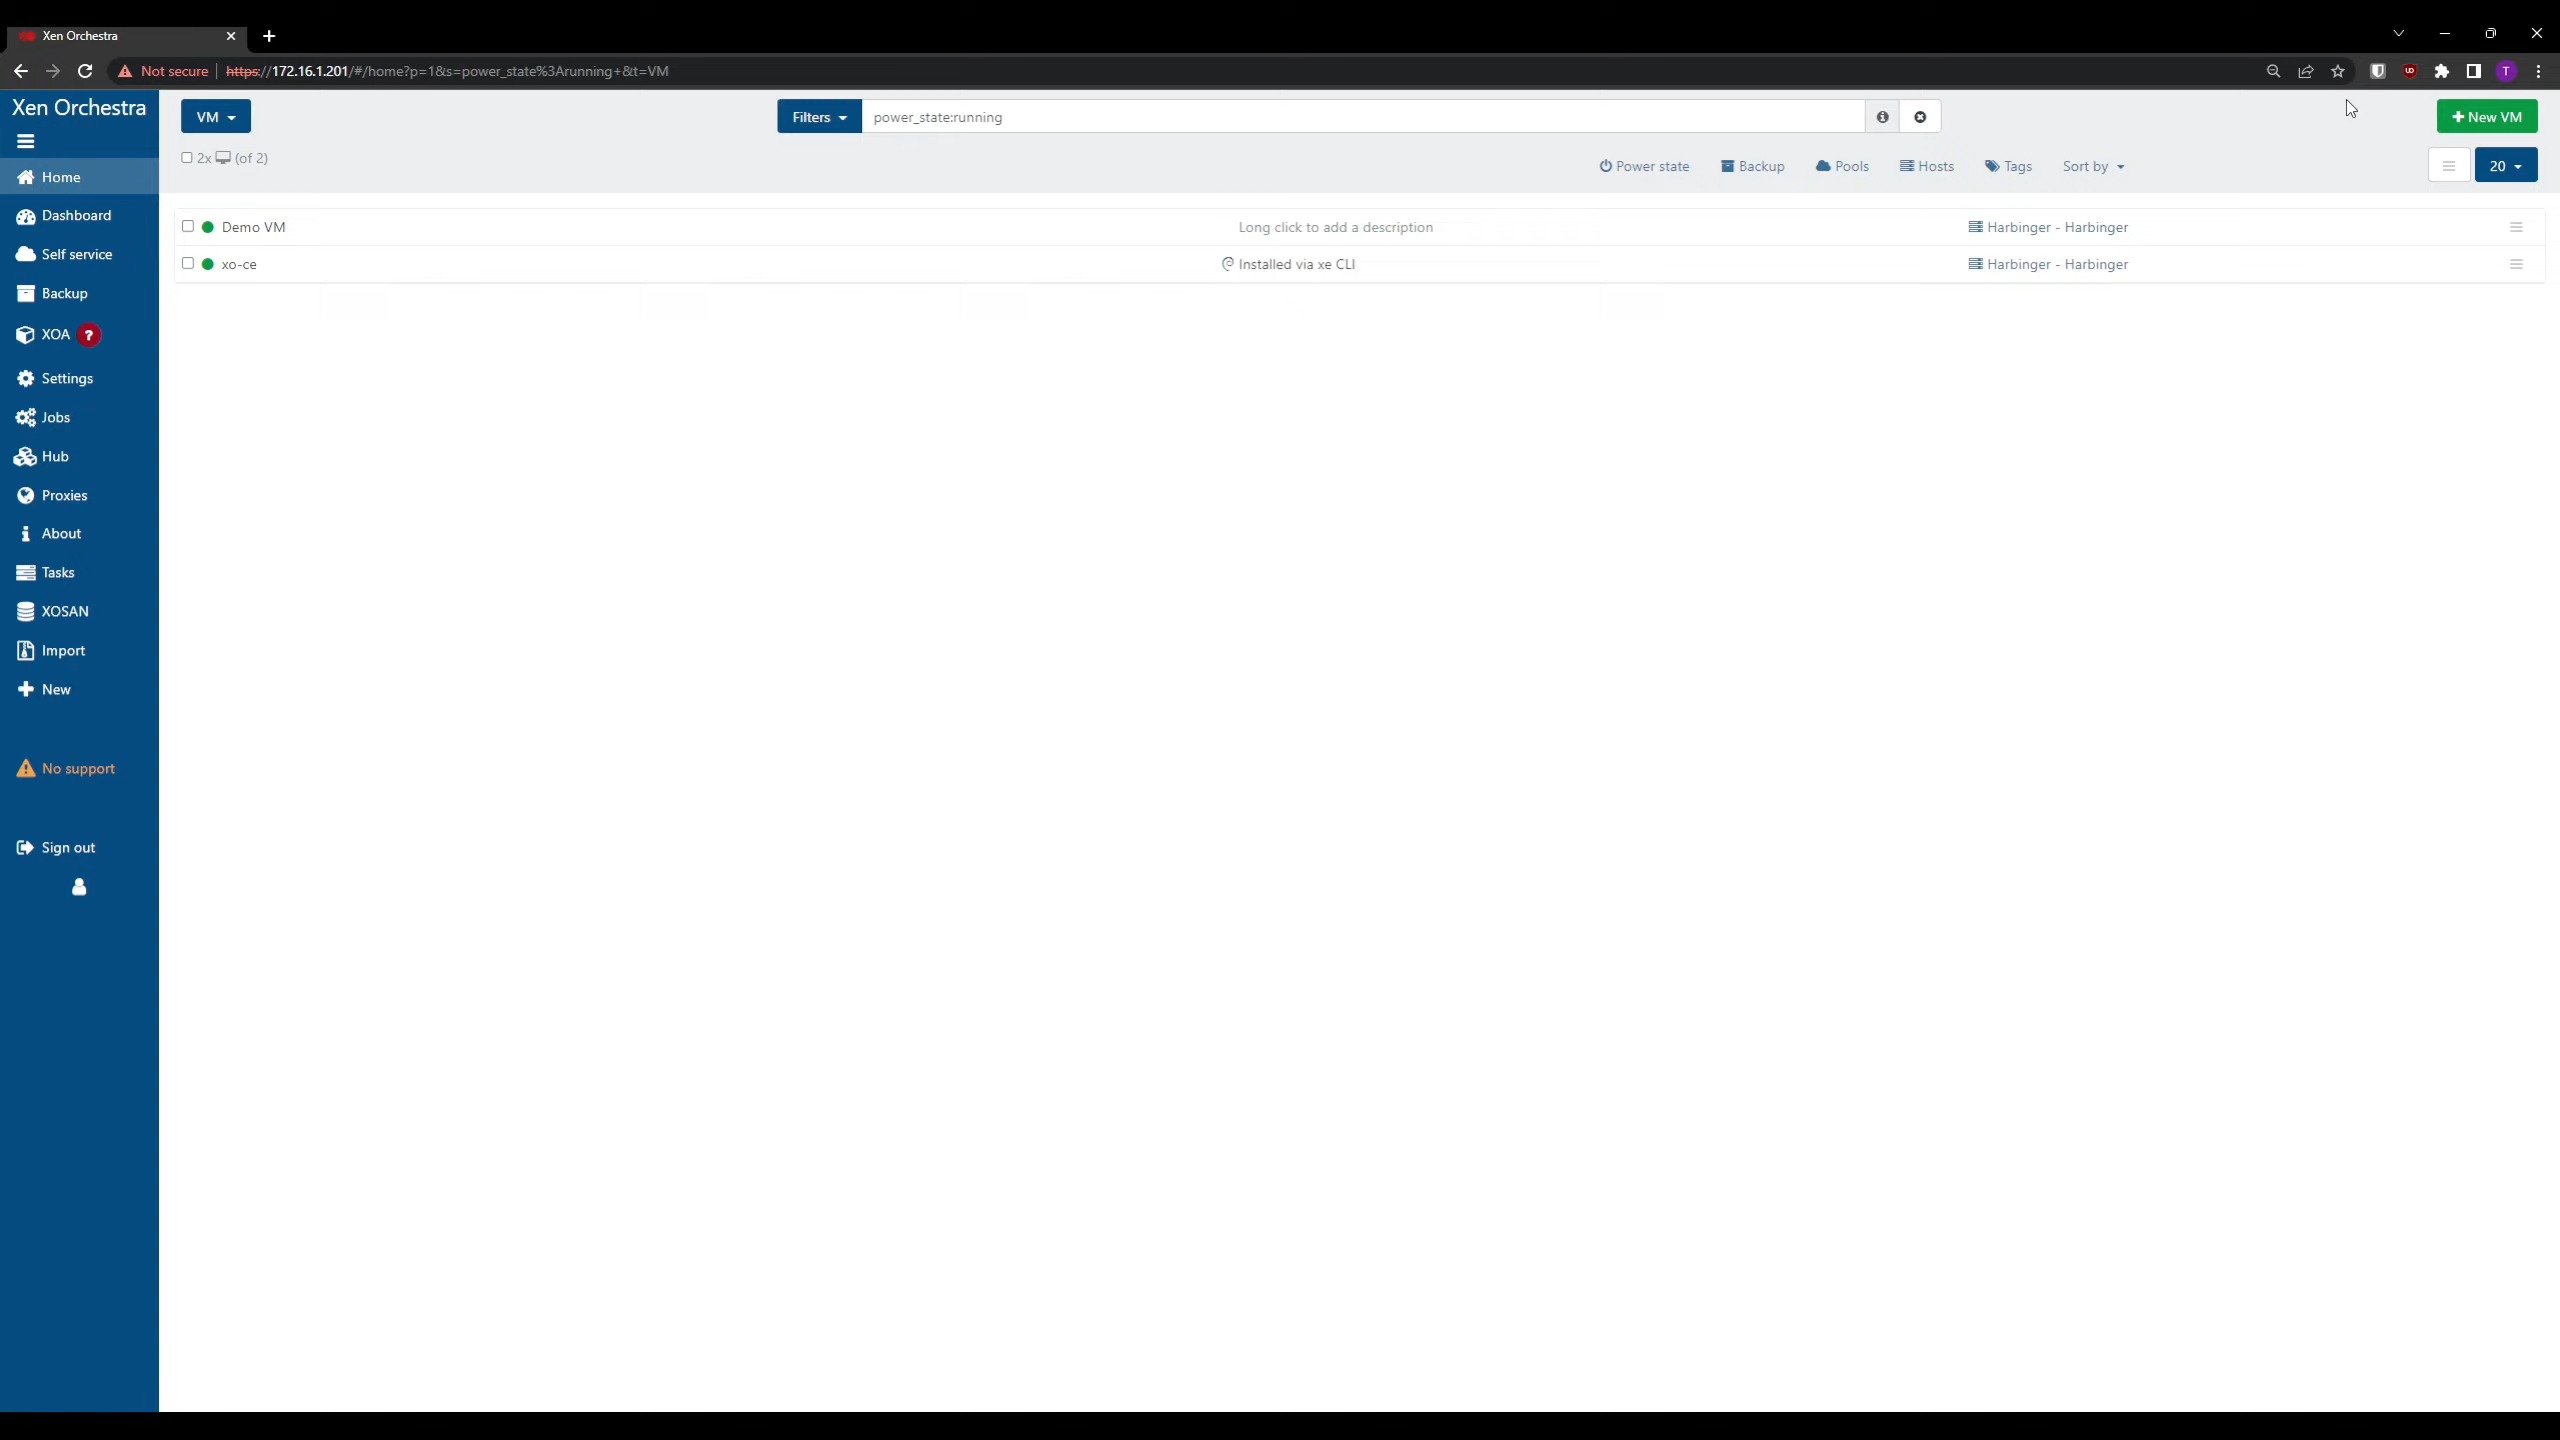 Xen Orchestra
Not secure
https://172.16.1.201/#/home?p=1&s=power_state%3Arunning+&t=VM
T
Xen Orchestra
Home
Dashboard
Self service
Backup
XOA ?
Settings
Jobs
Hub
Proxies
About
Tasks
XOSAN
Import
New
No support
Sign out
VM
Filters power_state:running
+ New VM
2x (of 2)
Power state Backup Pools Hosts Tags Sort by
20
Demo VM Long click to add a description Harbinger - Harbinger
xo-ce Installed via xe CLI Harbinger - Harbinger